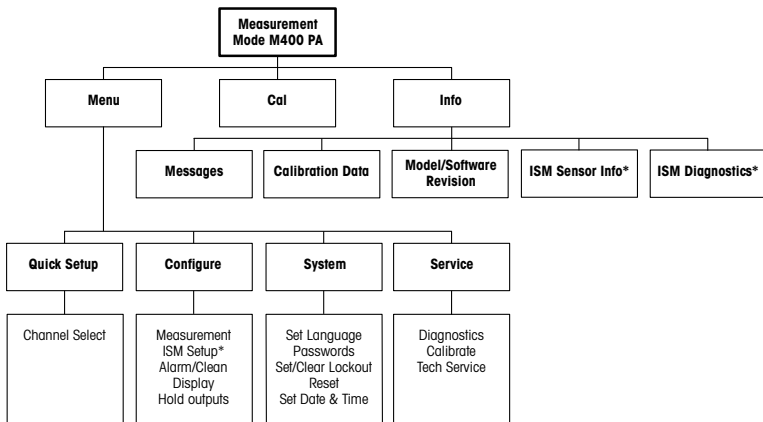 Measurement
Mode M400 PA
Menu
Cal
Info
Messages
Calibration Data
Model/Software
Revision
ISM Sensor Info*
ISM Diagnostics*
Quick Setup
Configure
System
Service
Channel Select
Measurement
ISM Setup*
Alarm/Clean
Display
Hold outputs
Set Language
Passwords
Set/Clear Lockout
Reset
Set Date & Time
Diagnostics
Calibrate
Tech Service